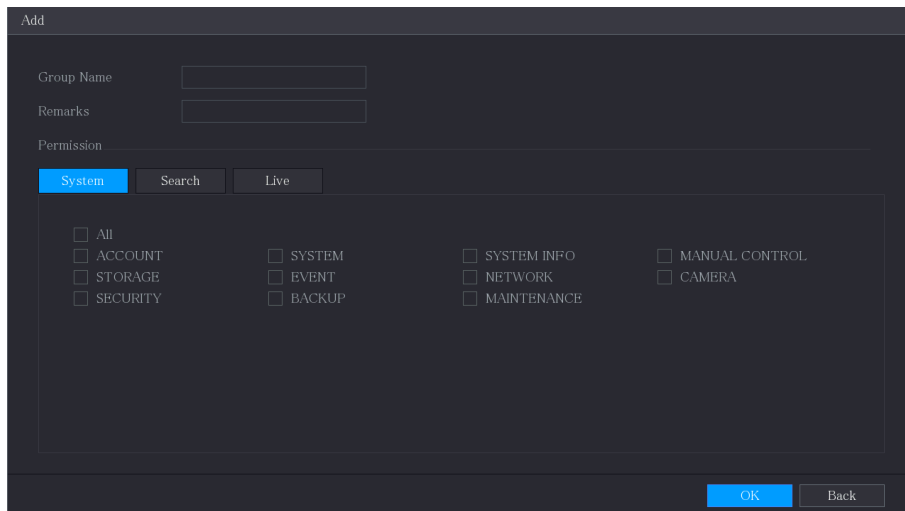 Add
Group Name
Remarks
Permission
System Search Live
All
ACCOUNT SYSTEM SYSTEM INFO MANUAL CONTROL
STORAGE EVENT NETWORK CAMERA
SECURITY BACKUP MAINTENANCE
OK Back